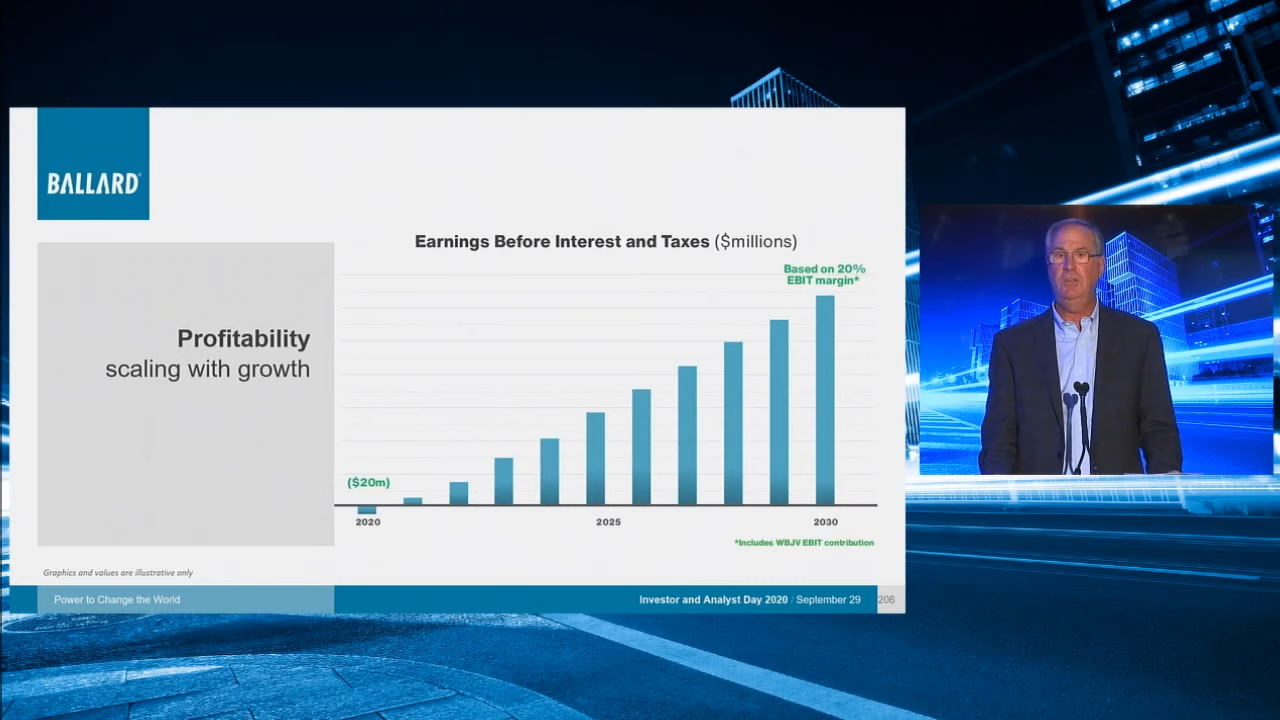 BALLARD
Earnings Before Interest and Taxes ($millions)
Based on 20%
EBIT margin*
Profitability
scaling with growth
($20m)
2020
2025
2030
*Includes WBJV EBIT contribution
Graphics and values are illustrative only
Power to Change the World
Investor and Analyst Day 2020 / September 29
206